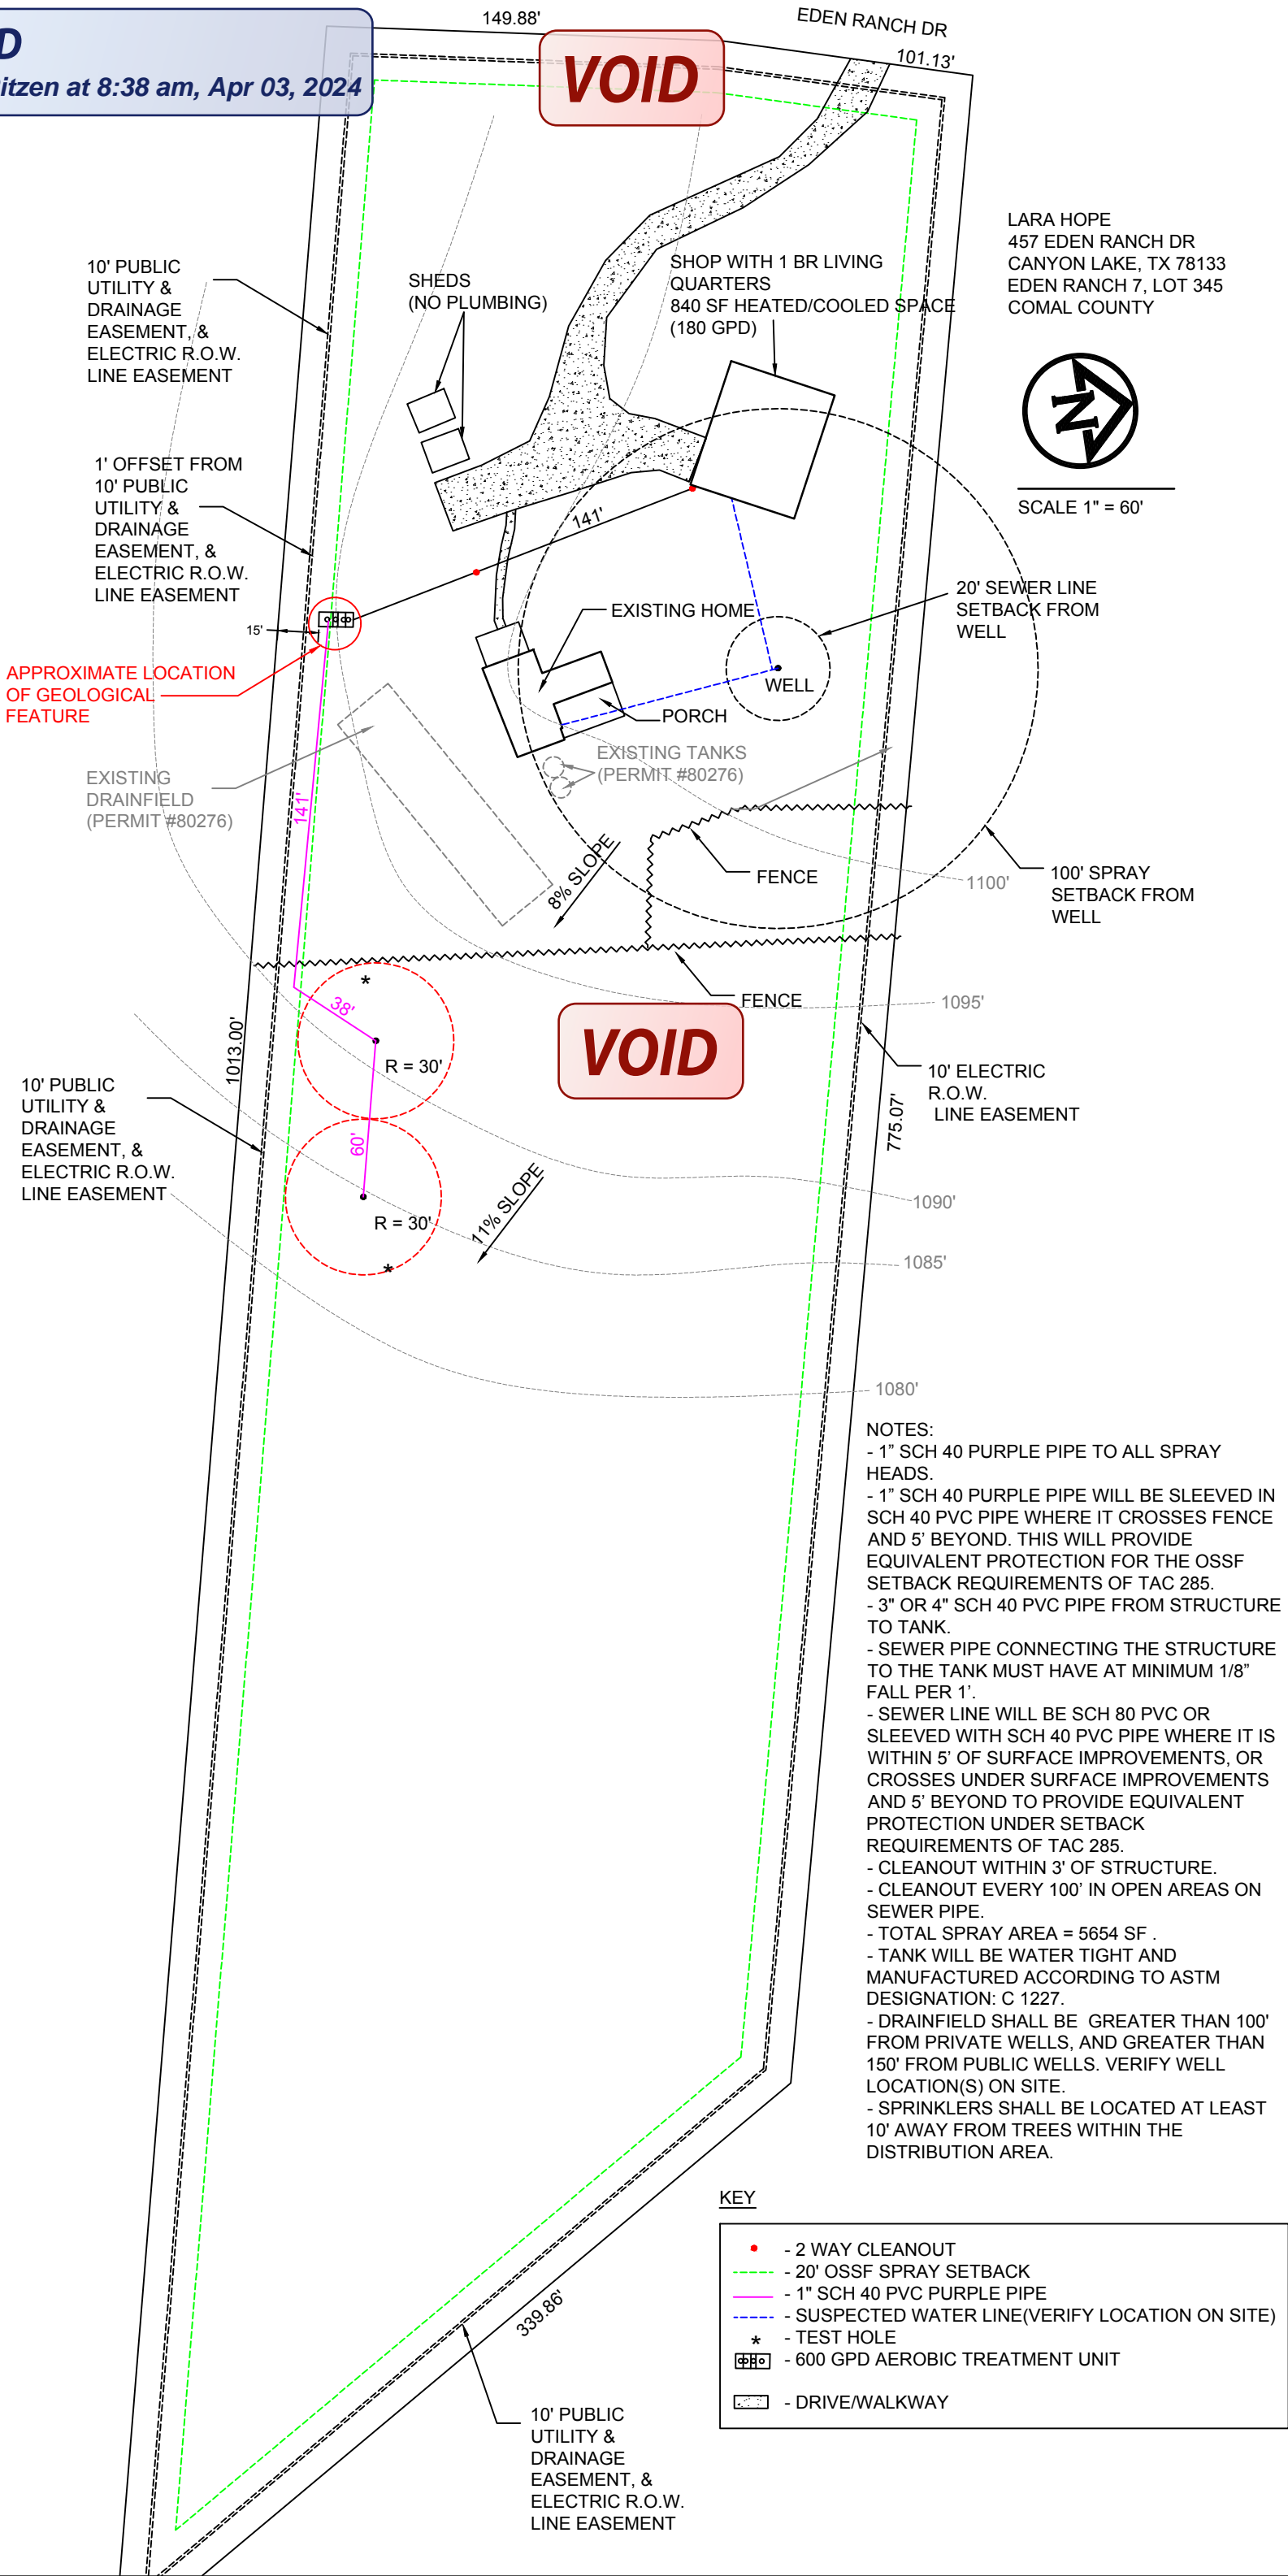 149.88'
EDEN RANCH DR
101.13'
D
itzen at 8:38 am, Apr 03, 2024
VOID
LARA HOPE
457 EDEN RANCH DR
CANYON LAKE, TX 78133
EDEN RANCH 7, LOT 345
COMAL COUNTY
N
SCALE 1" = 60'
10' PUBLIC
UTILITY &
DRAINAGE
EASEMENT, &
ELECTRIC R.O.W.
LINE EASEMENT
SHEDS
(NO PLUMBING)
SHOP WITH 1 BR LIVING
QUARTERS
840 SF HEATED/COOLED SPACE
(180 GPD)
1' OFFSET FROM
10' PUBLIC
UTILITY &
DRAINAGE
EASEMENT, &
ELECTRIC R.O.W.
LINE EASEMENT
141'
20' SEWER LINE
SETBACK FROM
WELL
EXISTING HOME
15'
APPROXIMATE LOCATION
OF GEOLOGICAL
FEATURE
WELL
PORCH
EXISTING TANKS
(PERMIT #80276)
EXISTING
DRAINFIELD
(PERMIT #80276)
141'
8% SLOPE
FENCE
1100'
100' SPRAY
SETBACK FROM
WELL
*
FENCE
1095'
38'
VOID
R = 30'
1013.00'
10' ELECTRIC
R.O.W.
LINE EASEMENT
775.07'
10' PUBLIC
UTILITY &
DRAINAGE
EASEMENT, &
ELECTRIC R.O.W.
LINE EASEMENT
60'
11% SLOPE
1090'
R = 30'
1085'
*
1080'
NOTES:
- 1” SCH 40 PURPLE PIPE TO ALL SPRAY
HEADS.
- 1” SCH 40 PURPLE PIPE WILL BE SLEEVED IN
SCH 40 PVC PIPE WHERE IT CROSSES FENCE
AND 5’ BEYOND. THIS WILL PROVIDE
EQUIVALENT PROTECTION FOR THE OSSF
SETBACK REQUIREMENTS OF TAC 285.
- 3" OR 4" SCH 40 PVC PIPE FROM STRUCTURE
TO TANK.
- SEWER PIPE CONNECTING THE STRUCTURE
TO THE TANK MUST HAVE AT MINIMUM 1/8”
FALL PER 1’.
- SEWER LINE WILL BE SCH 80 PVC OR
SLEEVED WITH SCH 40 PVC PIPE WHERE IT IS
WITHIN 5’ OF SURFACE IMPROVEMENTS, OR
CROSSES UNDER SURFACE IMPROVEMENTS
AND 5’ BEYOND TO PROVIDE EQUIVALENT
PROTECTION UNDER SETBACK
REQUIREMENTS OF TAC 285.
- CLEANOUT WITHIN 3' OF STRUCTURE.
- CLEANOUT EVERY 100’ IN OPEN AREAS ON
SEWER PIPE.
- TOTAL SPRAY AREA = 5654 SF .
- TANK WILL BE WATER TIGHT AND
MANUFACTURED ACCORDING TO ASTM
DESIGNATION: C 1227.
- DRAINFIELD SHALL BE GREATER THAN 100'
FROM PRIVATE WELLS, AND GREATER THAN
150' FROM PUBLIC WELLS. VERIFY WELL
LOCATION(S) ON SITE.
- SPRINKLERS SHALL BE LOCATED AT LEAST
10' AWAY FROM TREES WITHIN THE
DISTRIBUTION AREA.
KEY
- 2 WAY CLEANOUT
- 20' OSSF SPRAY SETBACK
- 1" SCH 40 PVC PURPLE PIPE
- SUSPECTED WATER LINE(VERIFY LOCATION ON SITE)
* - TEST HOLE
- 600 GPD AEROBIC TREATMENT UNIT
- DRIVE/WALKWAY
339.86'
10' PUBLIC
UTILITY &
DRAINAGE
EASEMENT, &
ELECTRIC R.O.W.
LINE EASEMENT